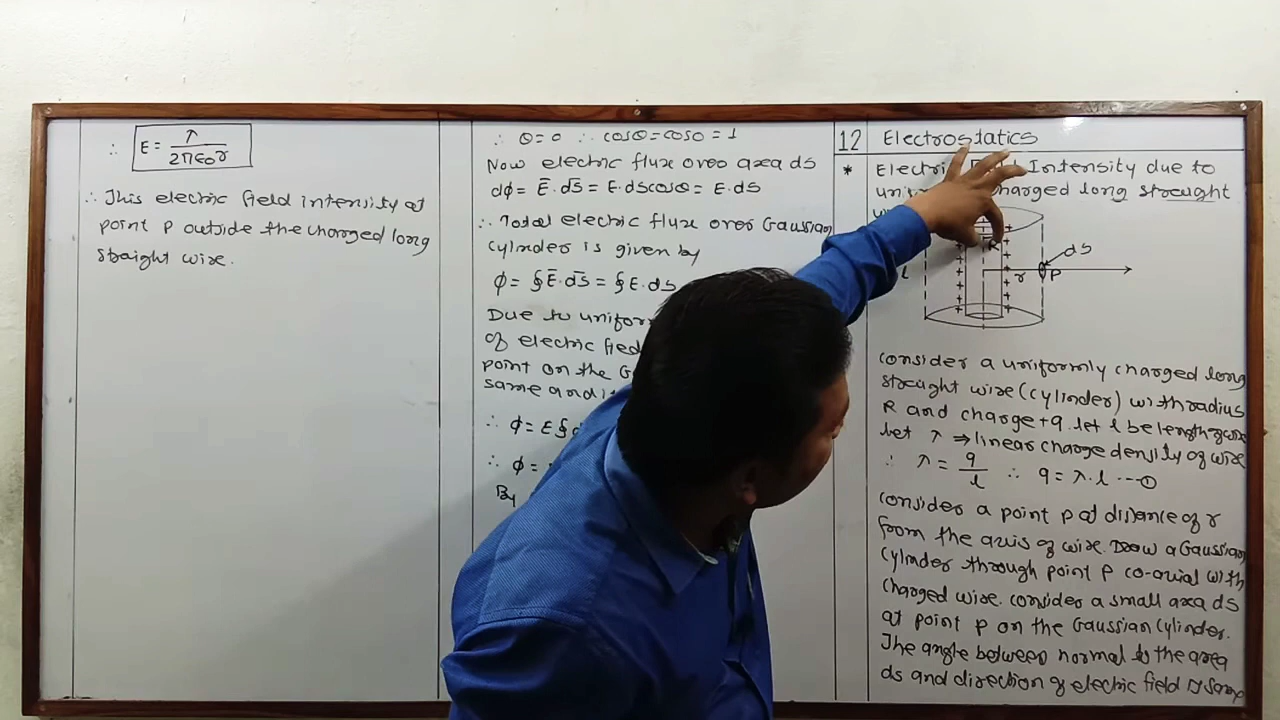 12 Electrostatics
* Electric Intensity due to
charged long streught
+ + + + + + + + + +
R
l
r
ds
P
Consider a uniformly charged long
streught wire (cylinder) with radius
R and charge +q. let l be length of wire
let λ ⇒ linear charge density of wire
∴ λ = q/l ∴ q = λ.l ---①
Consider a point P at distance of r
from the axis of wire. Draw a Gaussian
cylinder through point P co-axial with
charged wire. consider a small area ds
at point P on the Gaussian cylinder.
The angle between normal to the area
ds and direction of electric field is same
∴ θ = 0 ∴ cosθ = cos0 = 1
Now electric flux over area ds
dϕ = E̅.d̅s̅ = E.dscosθ = E.ds
∴ Total electric flux over Gaussian
cylinder is given by
ϕ = ∮E̅.d̅s̅ = ∮E.ds
Due to uniform
of electric field
point on the
same and
∴ ϕ = E∮
∴ ϕ =
By
∴ E = λ/2πε0r
∴ This electric field intensity at
point P outside the charged long
straight wire.